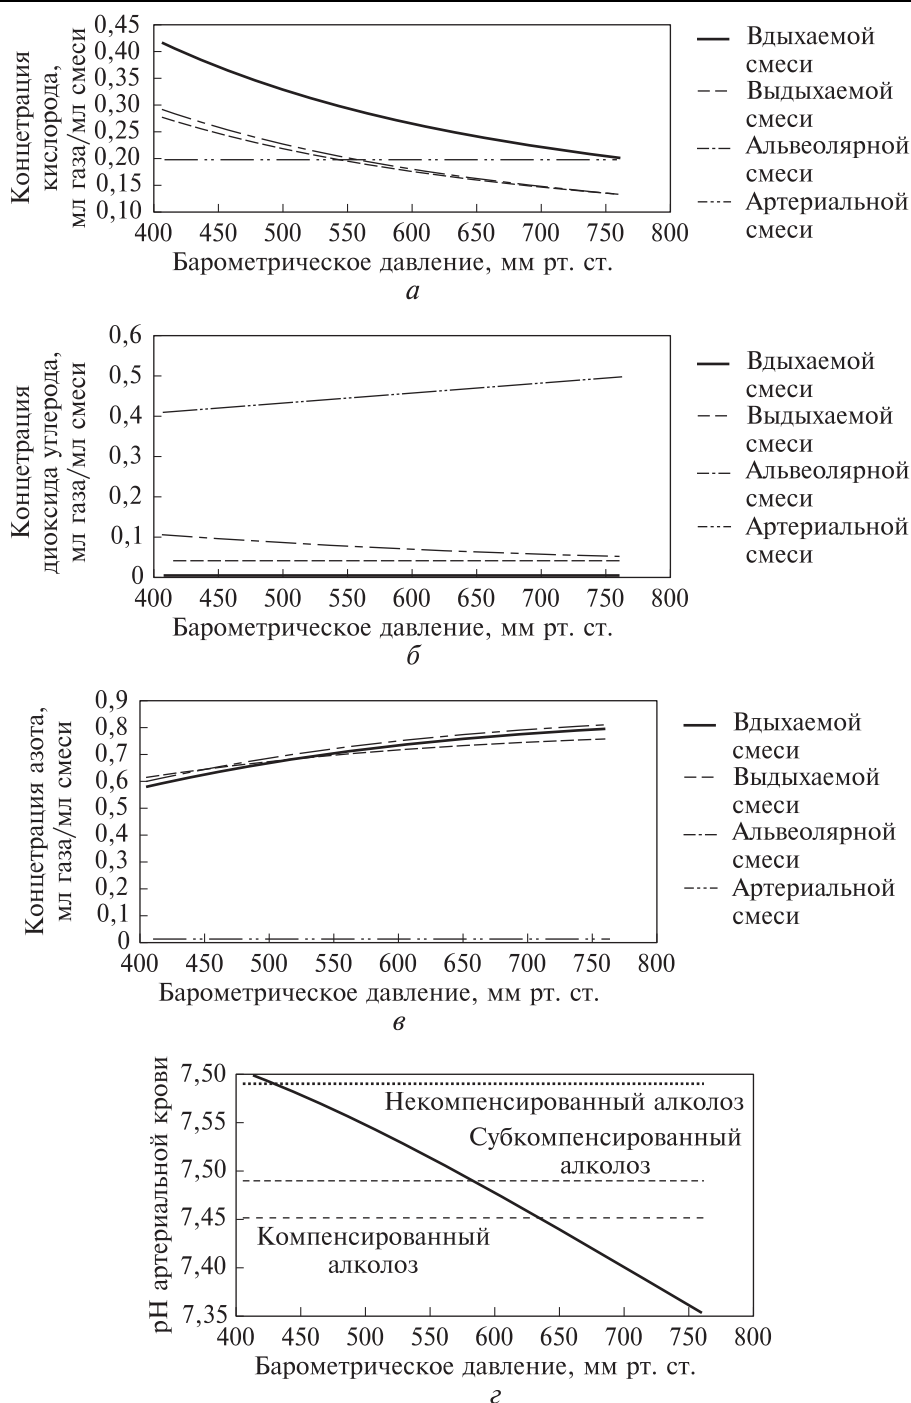 Концетрация
кислорода,
мл газа/мл смеси
0,45
0,40
0,35
0,30
0,25
0,20
0,15
0,10
400 450 500 550 600 650 700 750 800
Барометрическое давление, мм рт. ст.
а
Вдыхаемой
смеси
Выдыхаемой
смеси
Альвеолярной
смеси
Артериальной
смеси
Концетрация
диоксида углерода,
мл газа/мл смеси
0,6
0,5
0,4
0,3
0,2
0,1
0
400 450 500 550 600 650 700 750 800
Барометрическое давление, мм рт. ст.
б
Вдыхаемой
смеси
Выдыхаемой
смеси
Альвеолярной
смеси
Артериальной
смеси
Концетрация азота,
мл газа/мл смеси
0,9
0,8
0,7
0,6
0,5
0,4
0,3
0,2
0,1
0
400 450 500 550 600 650 700 750 800
Барометрическое давление, мм рт. ст.
в
Вдыхаемой
смеси
Выдыхаемой
смеси
Альвеолярной
смеси
Артериальной
смеси
рН артериальной крови
7,50
7,55
7,50
7,45
7,40
7,35
Некомпенсированный алколоз
Субкомпенсированный
алколоз
Компенсированный
алколоз
400 450 500 550 600 650 700 750 800
Барометрическое давление, мм рт. ст.
г